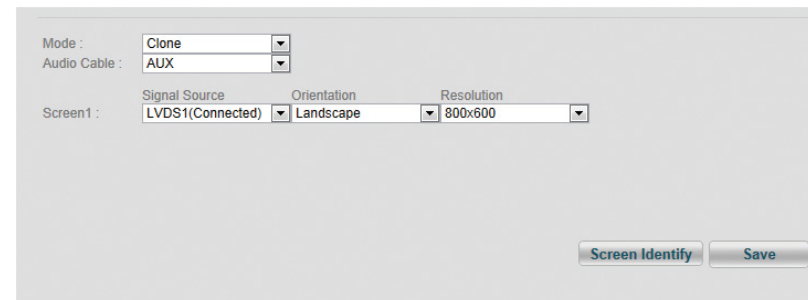 Mode : Clone
Audio Cable : AUX
Signal Source Orientation Resolution
Screen1 : LVDS1(Connected) Landscape 800x600
Screen Identify Save